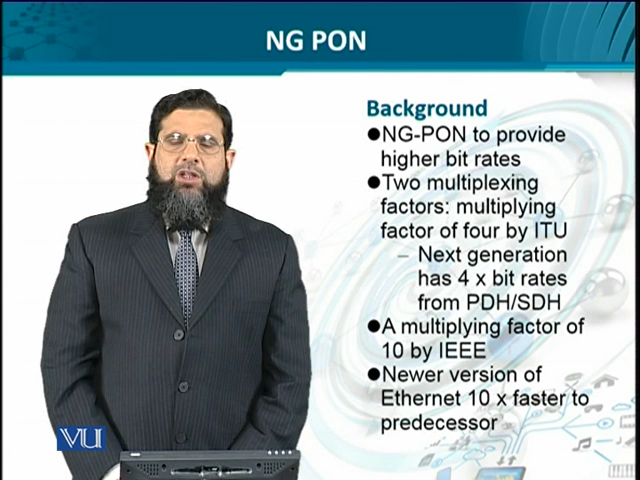 NG PON
Background
●NG-PON to provide
higher bit rates
●Two multiplexing
factors: multiplying
factor of four by ITU
– Next generation
has 4 x bit rates
from PDH/SDH
●A multiplying factor of
10 by IEEE
●Newer version of
Ethernet 10 x faster to
predecessor
VU